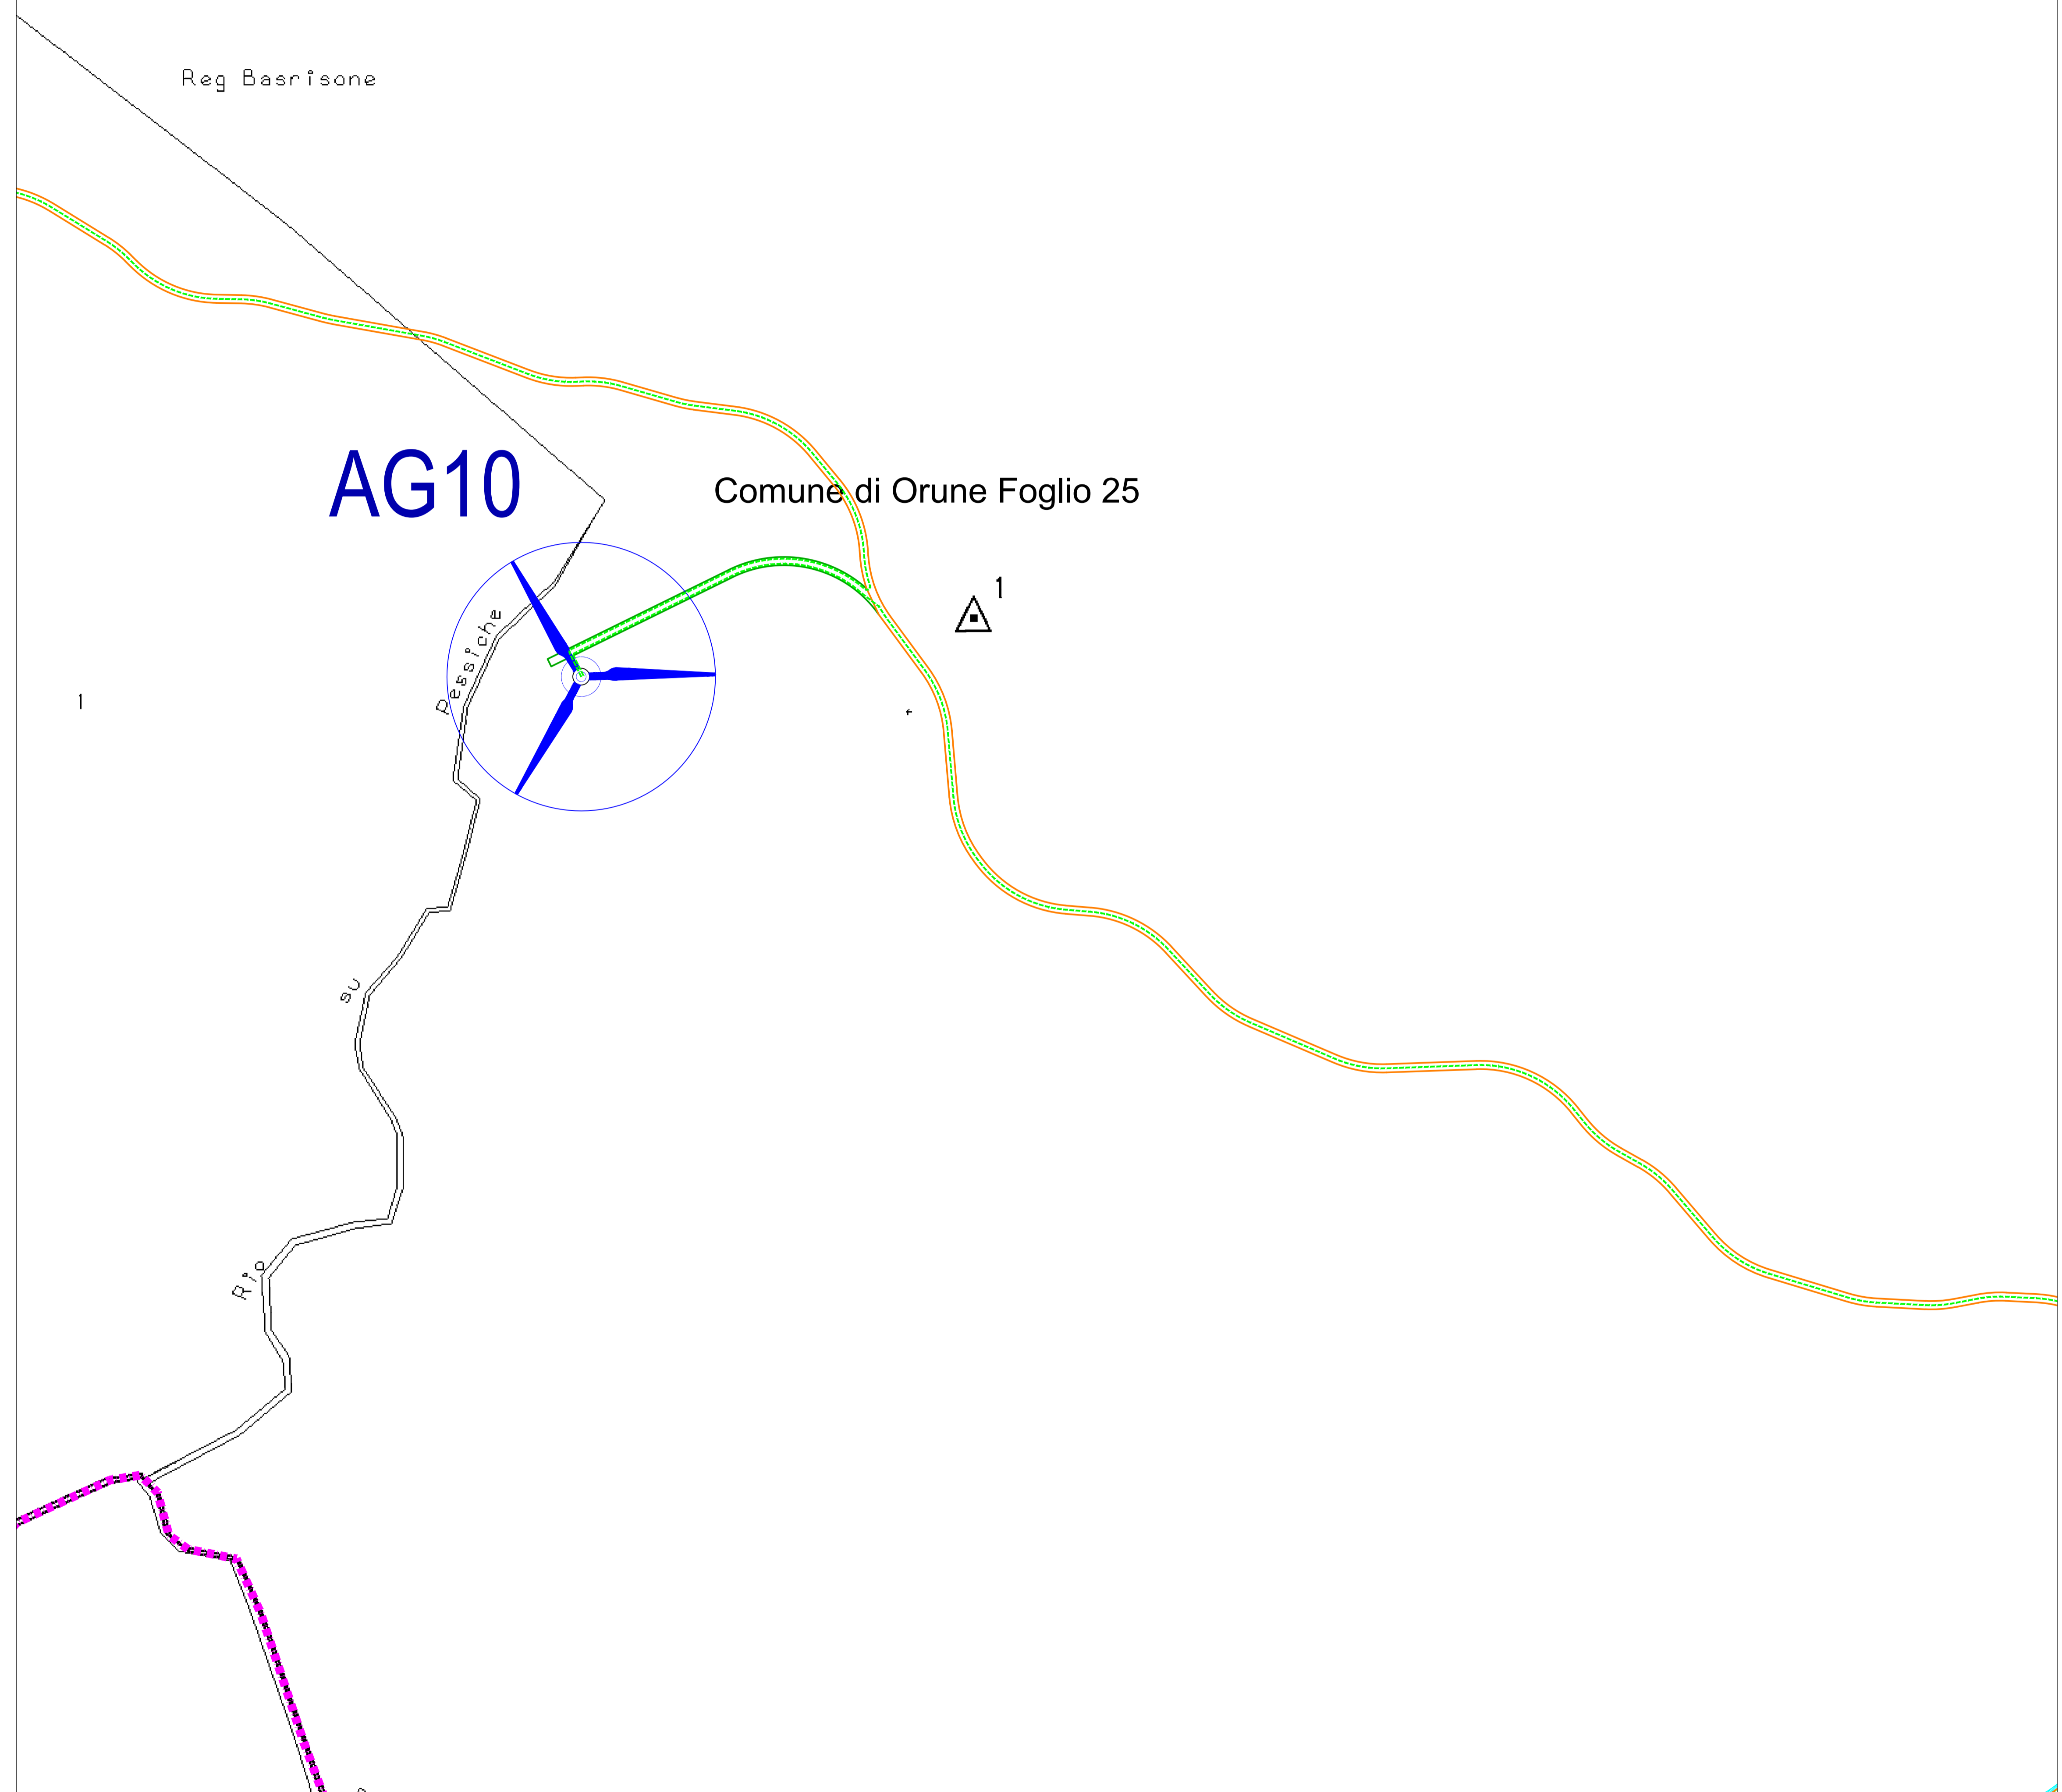 Reg Basrisone
AG10
Comune di Orune Foglio 25
1
Pessiche
1
su
Rio